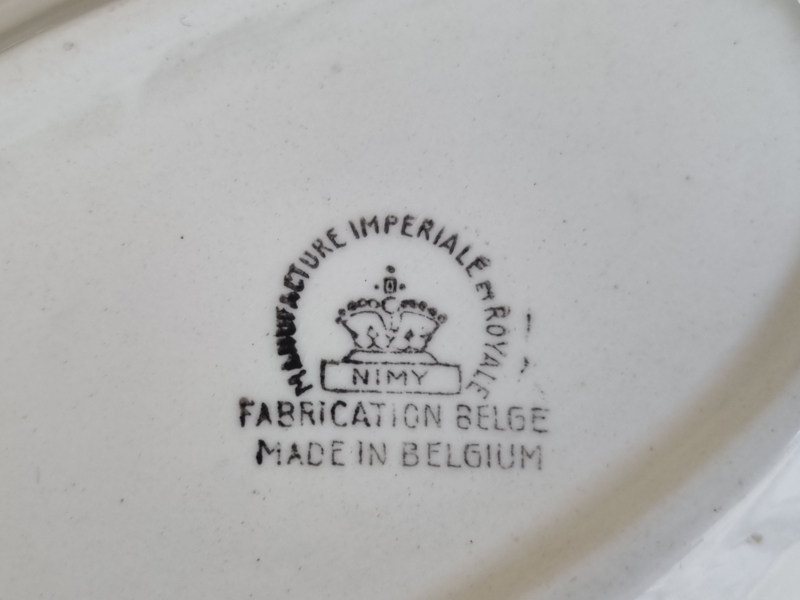 MANUFACTURE IMPERIALE ET ROYALE
NIMY
FABRICATION BELGE
MADE IN BELGIUM